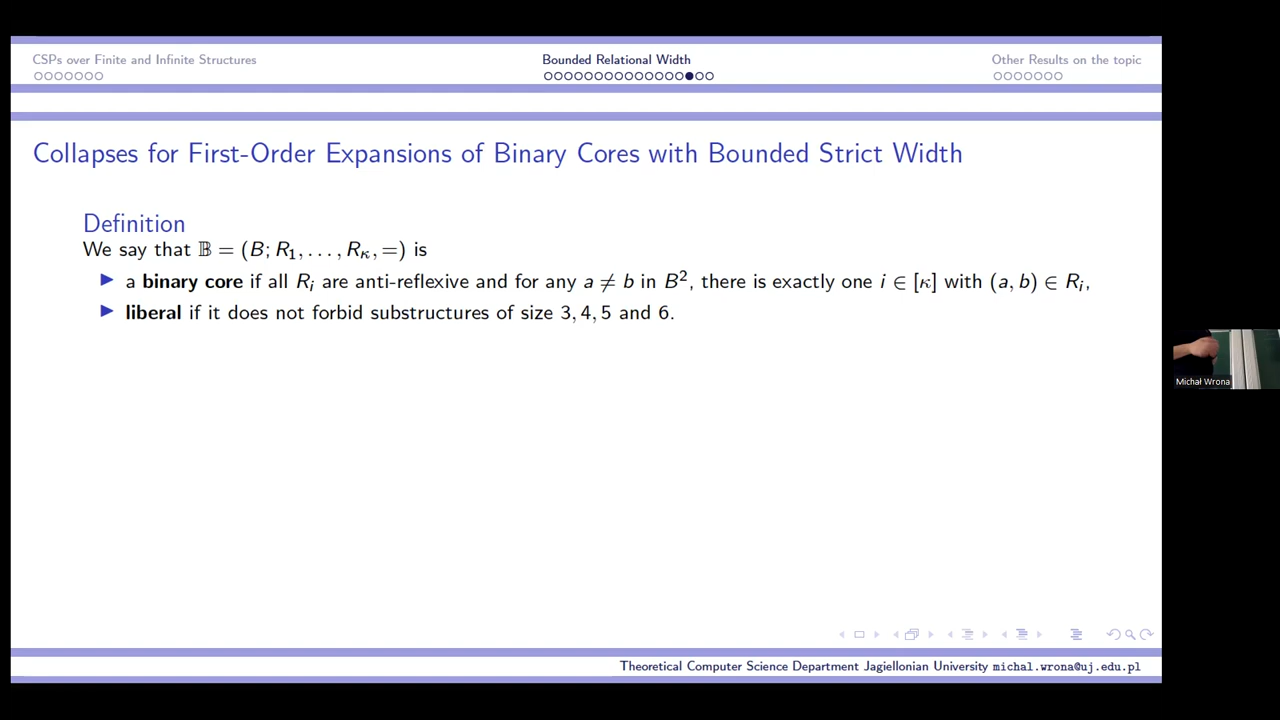 CSPs over Finite and Infinite Structures
Bounded Relational Width
Other Results on the topic
Collapses for First-Order Expansions of Binary Cores with Bounded Strict Width
Definition
We say that 𝔹 = (B; R₁, . . . , Rκ, =) is
▶ a binary core if all Rᵢ are anti-reflexive and for any a ≠ b in B², there is exactly one i ∈ [κ] with (a, b) ∈ Rᵢ,
▶ liberal if it does not forbid substructures of size 3, 4, 5 and 6.
Michał Wrona
Theoretical Computer Science Department Jagiellonian University michal.wrona@uj.edu.pl